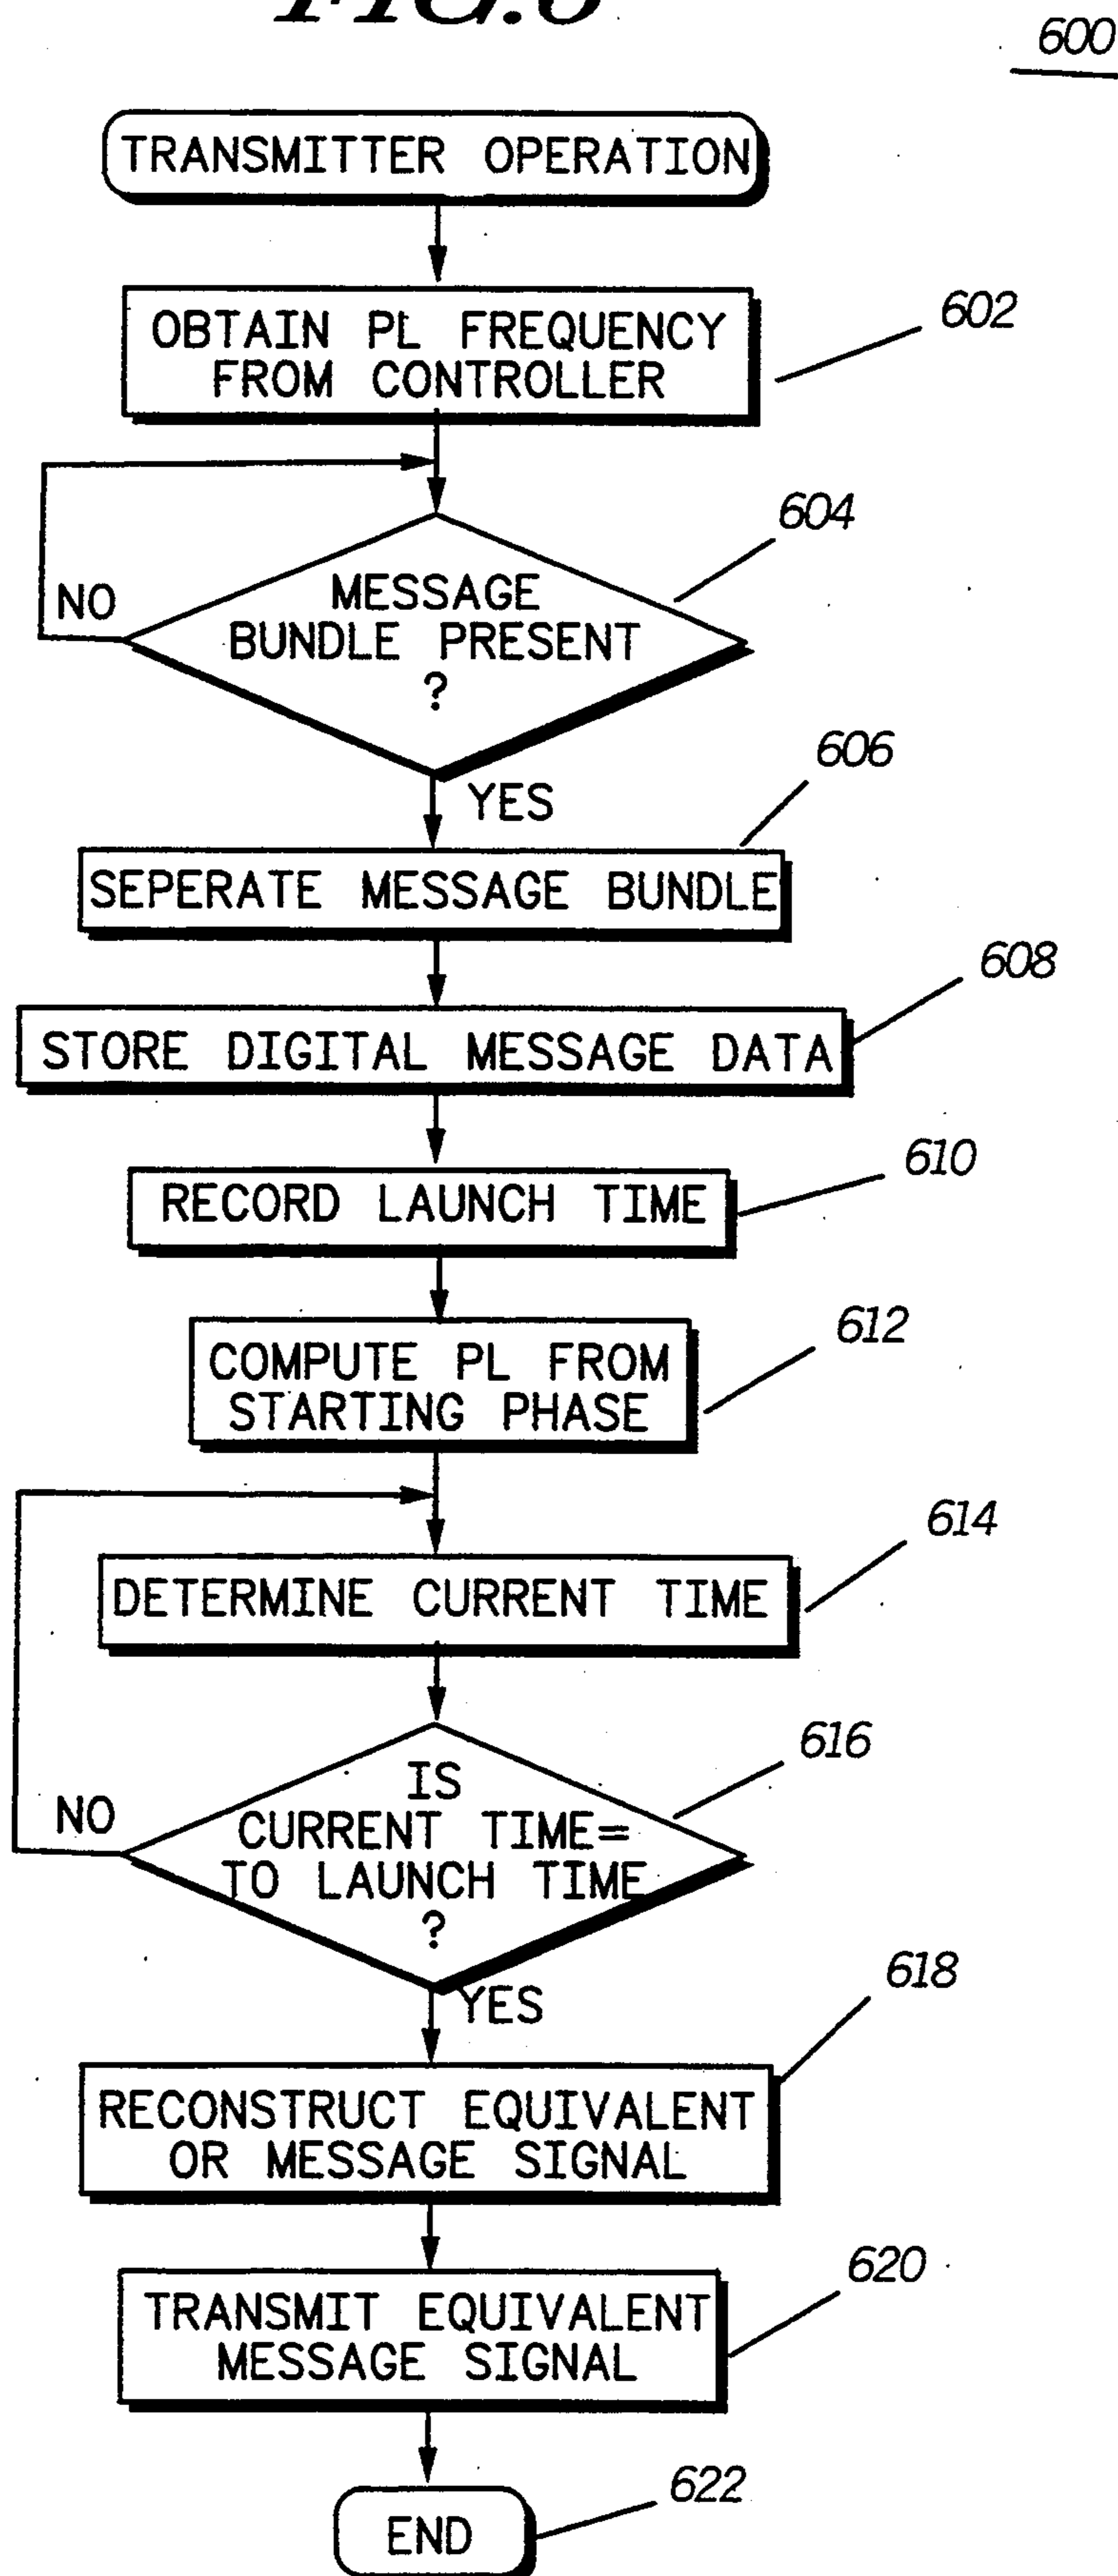 FIG.6
600
TRANSMITTER OPERATION
OBTAIN PL FREQUENCY
FROM CONTROLLER
602
604
MESSAGE
BUNDLE PRESENT
?
NO
YES
606
SEPERATE MESSAGE BUNDLE
608
STORE DIGITAL MESSAGE DATA
610
RECORD LAUNCH TIME
612
COMPUTE PL FROM
STARTING PHASE
614
DETERMINE CURRENT TIME
616
IS
CURRENT TIME=
TO LAUNCH TIME
?
NO
YES
618
RECONSTRUCT EQUIVALENT
OR MESSAGE SIGNAL
620
TRANSMIT EQUIVALENT
MESSAGE SIGNAL
622
END